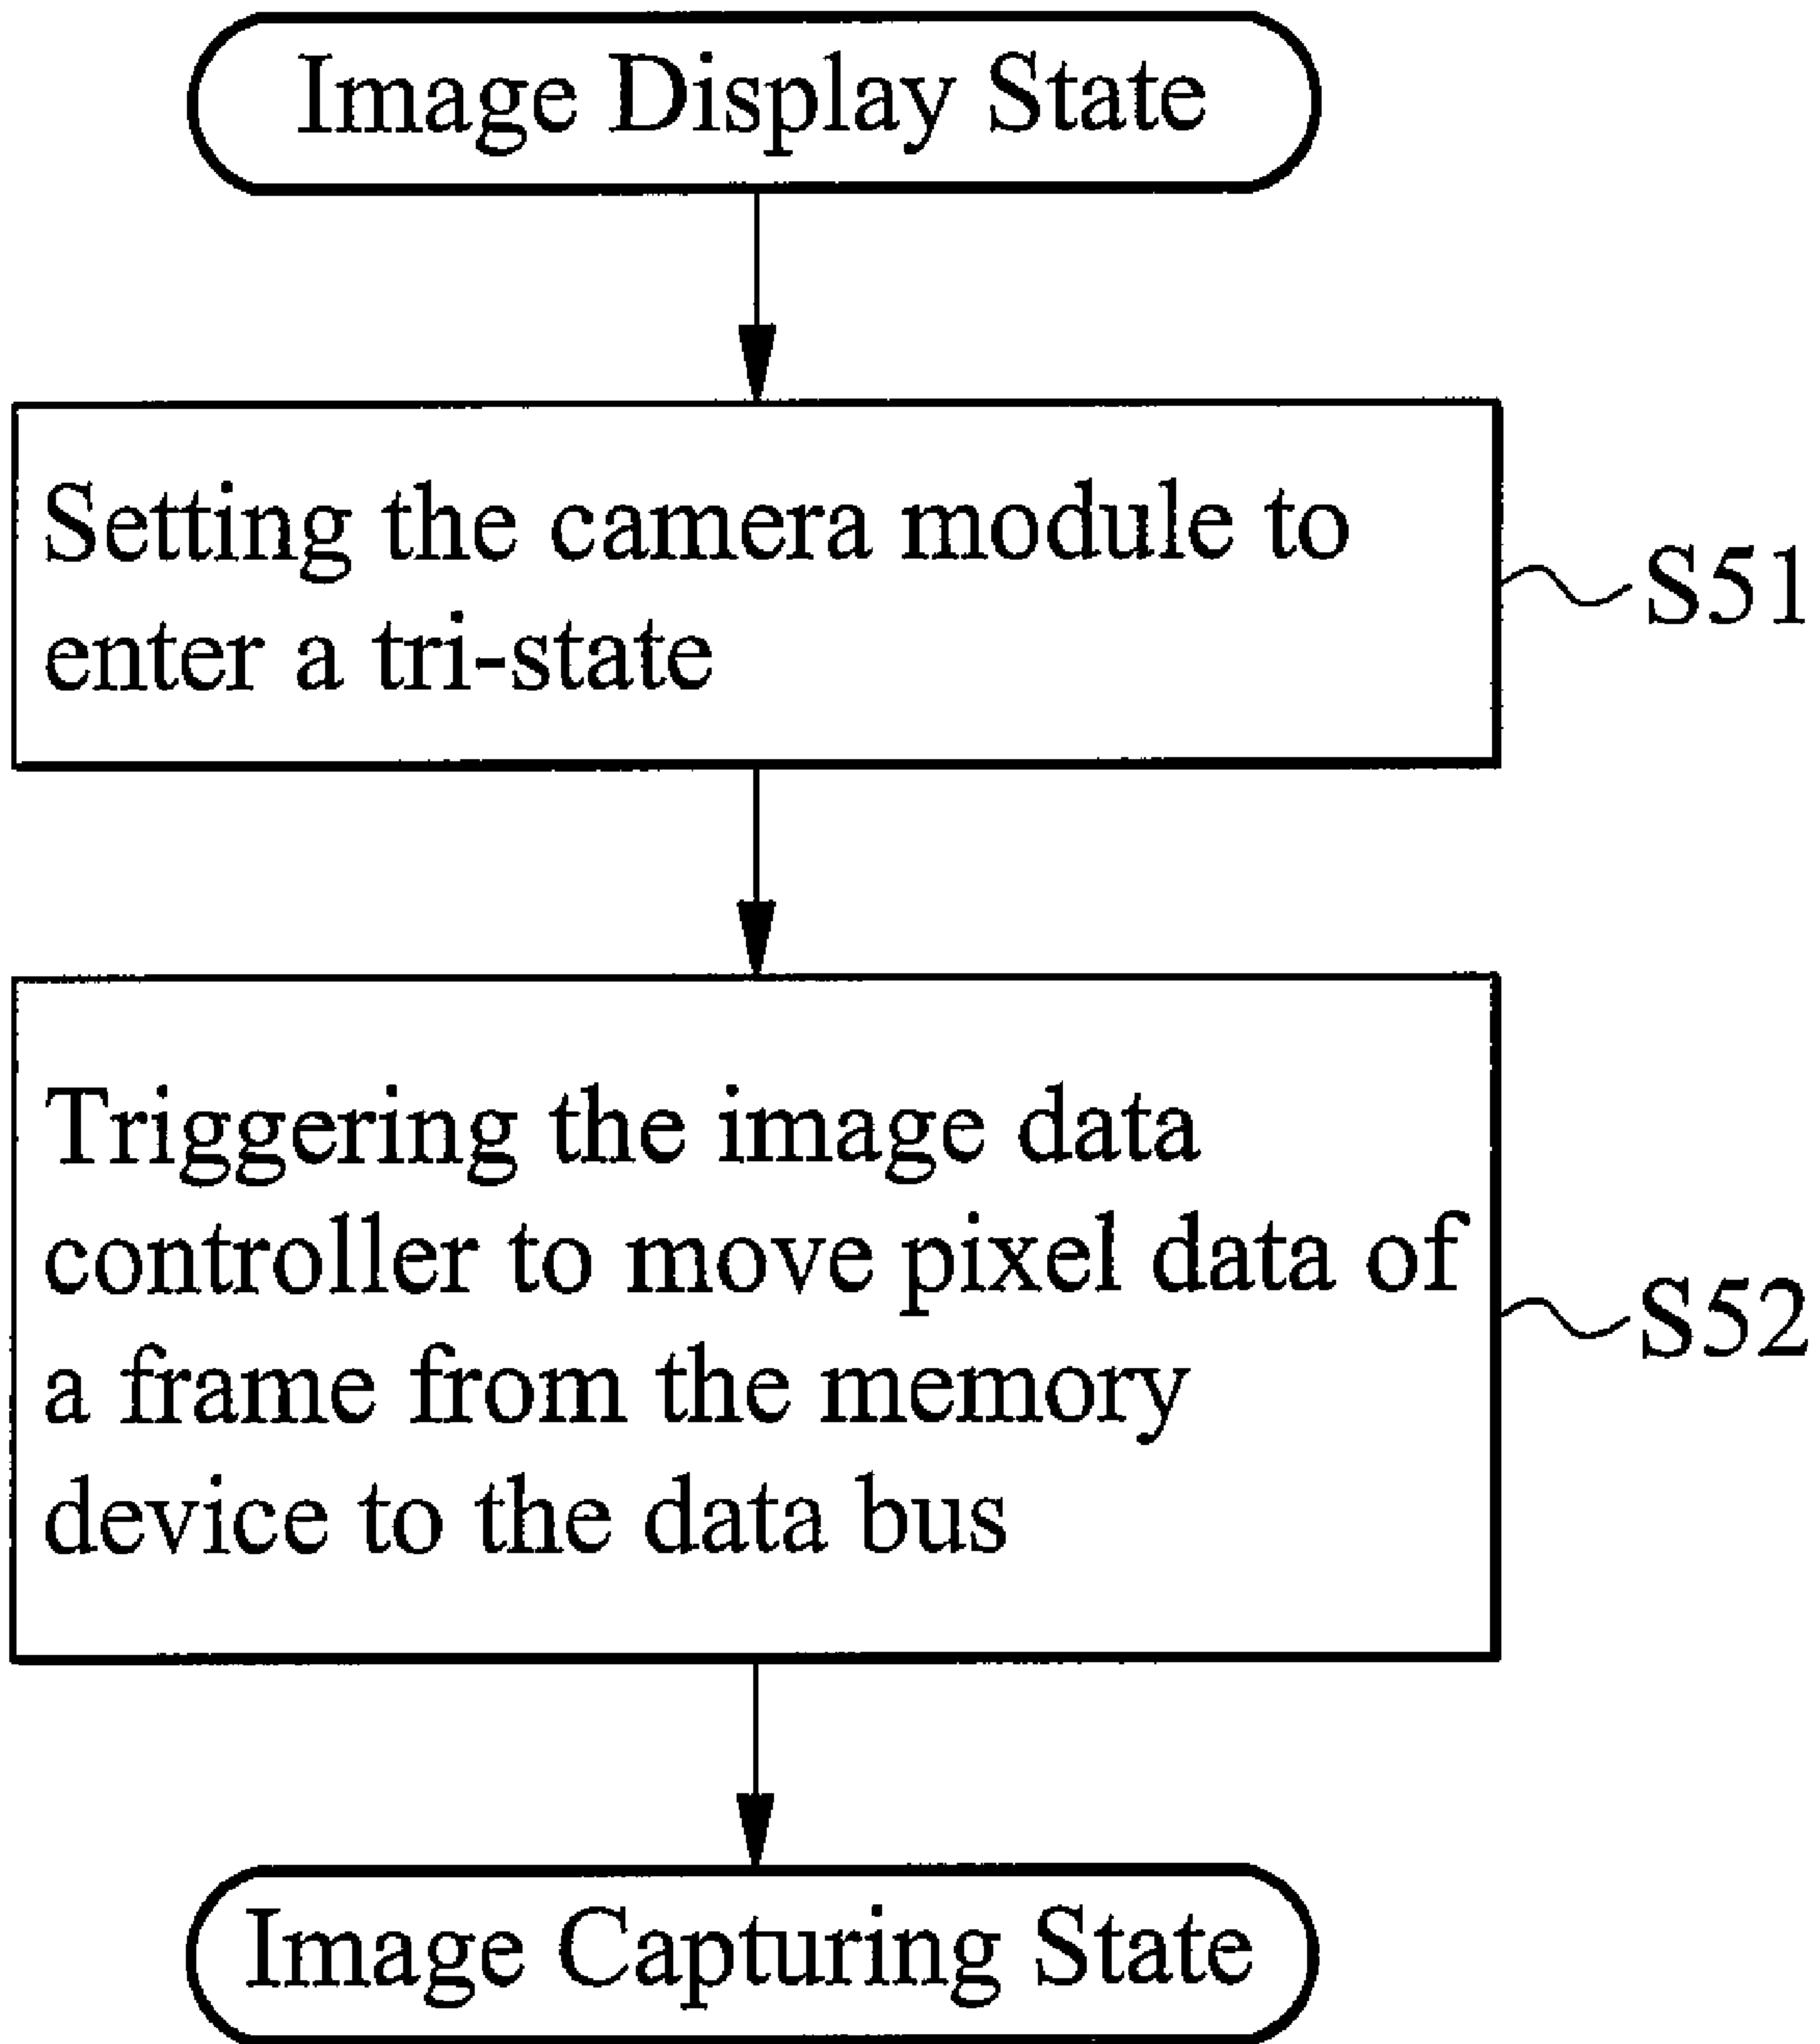 Image Display State
Setting the camera module to
enter a tri-state
S51
Triggering the image data
controller to move pixel data of
a frame from the memory
device to the data bus
S52
Image Capturing State